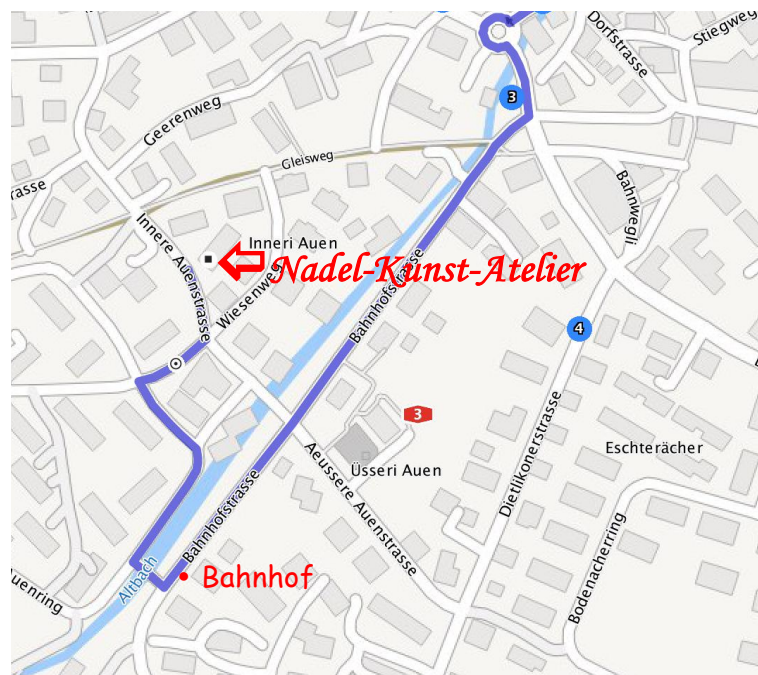 Stiegweg
Dorfstrasse
3
Geerenweg
Gleisweg
rasse
Bahnwegli
Innere Auenstrasse
Inneri Auen
Nadel-Kunst-Atelier
Wiesenweg
Bahnhofstrasse
4
3
Dietlikonerstrasse
Eschterächer
Üsseri Auen
Aeussere Auenstrasse
Bahnhofstrasse
Bodenacherring
Altbach
Bahnhof
uenring